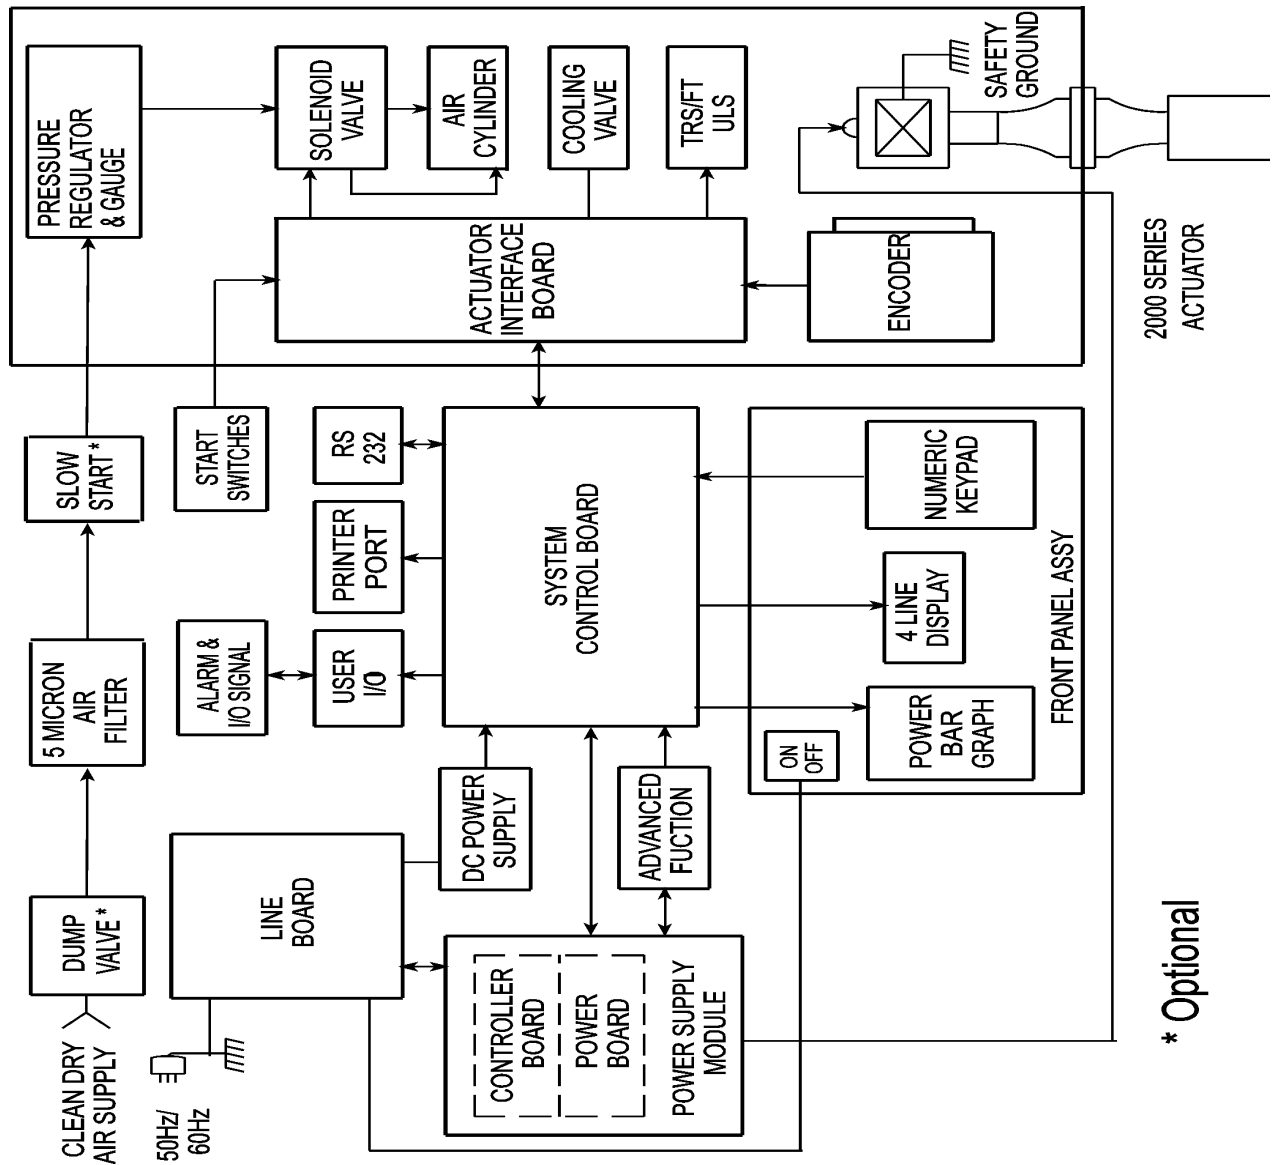 CLEAN DRY
AIR SUPPLY
DUMP
VALVE *
5 MICRON
AIR
FILTER
SLOW
START *
PRESSURE
REGULATOR
& GAUGE
50Hz/
60Hz
LINE
BOARD
ALARM &
I/O SIGNAL
START
SWITCHES
USER
I/O
PRINTER
PORT
RS
232
DC POWER
SUPPLY
SOLENOID
VALVE
AIR
CYLINDER
COOLING
VALVE
TRS/FT
ULS
ACTUATOR
INTERFACE
BOARD
ENCODER
SAFETY
GROUND
CONTROLLER
BOARD
POWER
BOARD
POWER SUPPLY
MODULE
ADVANCED
FUCTION
SYSTEM
CONTROL BOARD
ON
OFF
POWER
BAR
GRAPH
4 LINE
DISPLAY
NUMERIC
KEYPAD
FRONT PANEL ASSY
2000 SERIES
ACTUATOR
* Optional